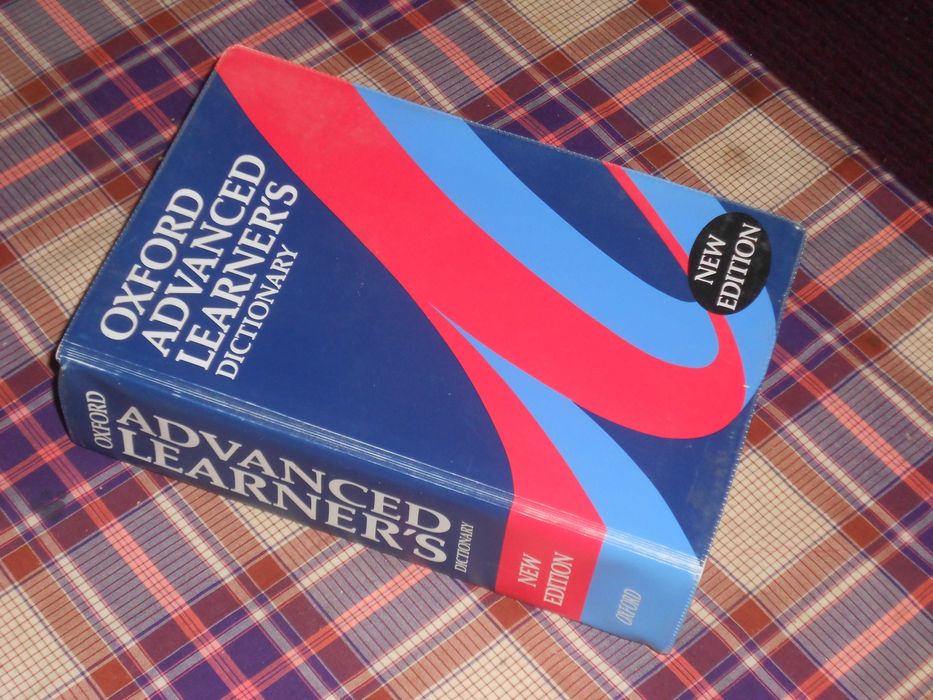 OXFORD
ADVANCED
LEARNER'S
DICTIONARY
NEW
EDITION
OXFORD
ADVANCED
LEARNER'S
DICTIONARY
NEW
EDITION
OXFORD